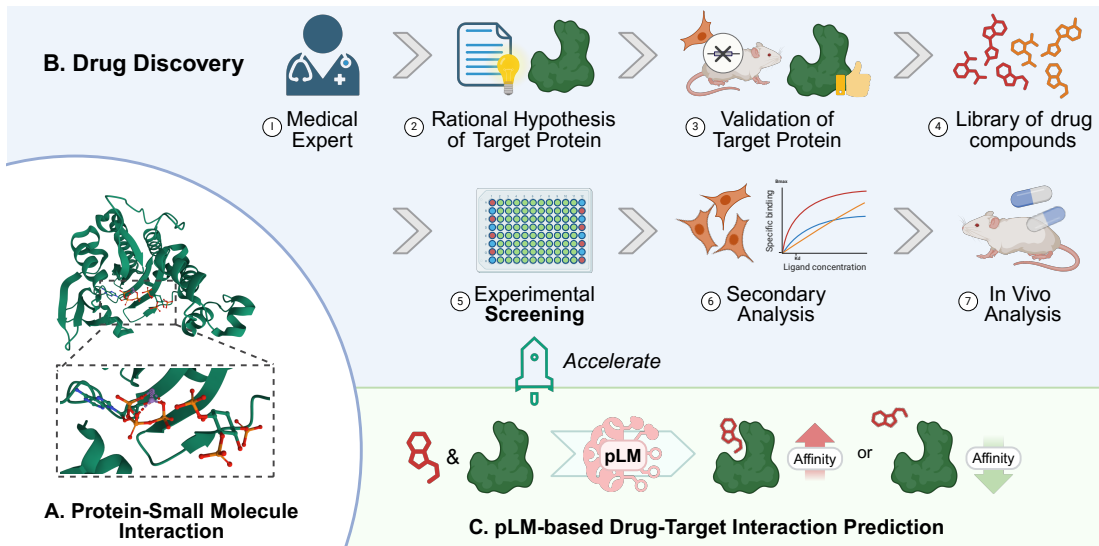 B. Drug Discovery
1 Medical
Expert
2 Rational Hypothesis
of Target Protein
3 Validation of
Target Protein
4 Library of drug
compounds
5 Experimental
Screening
Bmax
Specific binding
Kd
Ligand concentration
6 Secondary
Analysis
7 In Vivo
Analysis
Accelerate
A. Protein-Small Molecule
Interaction
&
pLM
Affinity
or
Affinity
C. pLM-based Drug-Target Interaction Prediction